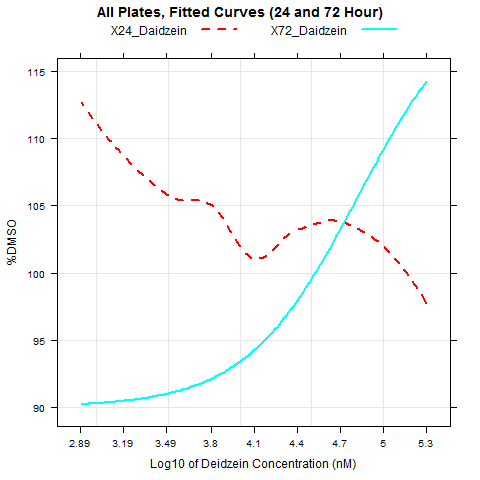 All Plates, Fitted Curves (24 and 72 Hour)
X24_Daidzein X72_Daidzein
115
110
105
100
95
90
%DMSO
2.89 3.19 3.49 3.8 4.1 4.4 4.7 5 5.3
Log10 of Deidzein Concentration (nM)